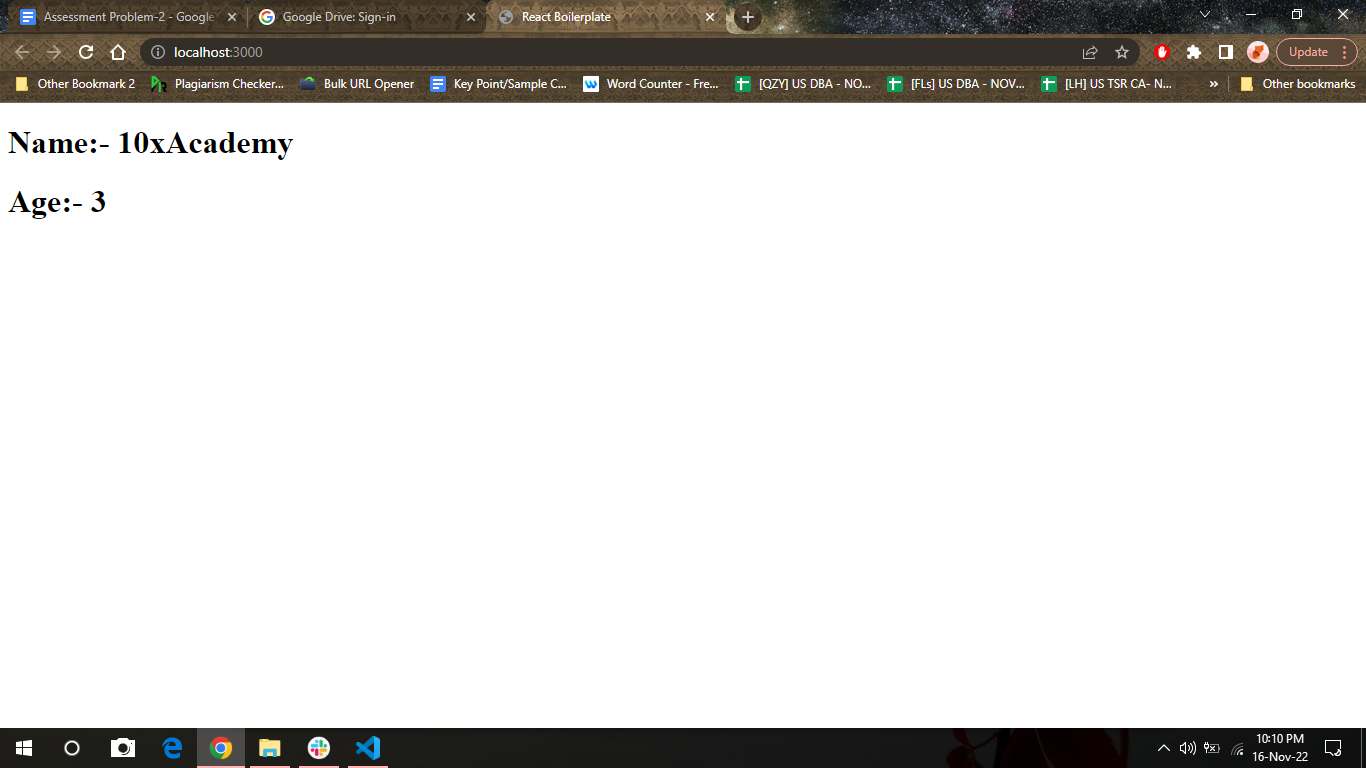 Assessment Problem-2 - Google
Google Drive: Sign-in
React Boilerplate
localhost:3000
Update
Other Bookmark 2
Plagiarism Checker...
Bulk URL Opener
Key Point/Sample C...
Word Counter - Fre...
[QZY] US DBA - NO...
[FLs] US DBA - NOV...
[LH] US TSR CA- N...
Other bookmarks
Name:- 10xAcademy
Age:- 3
10:10 PM
16-Nov-22